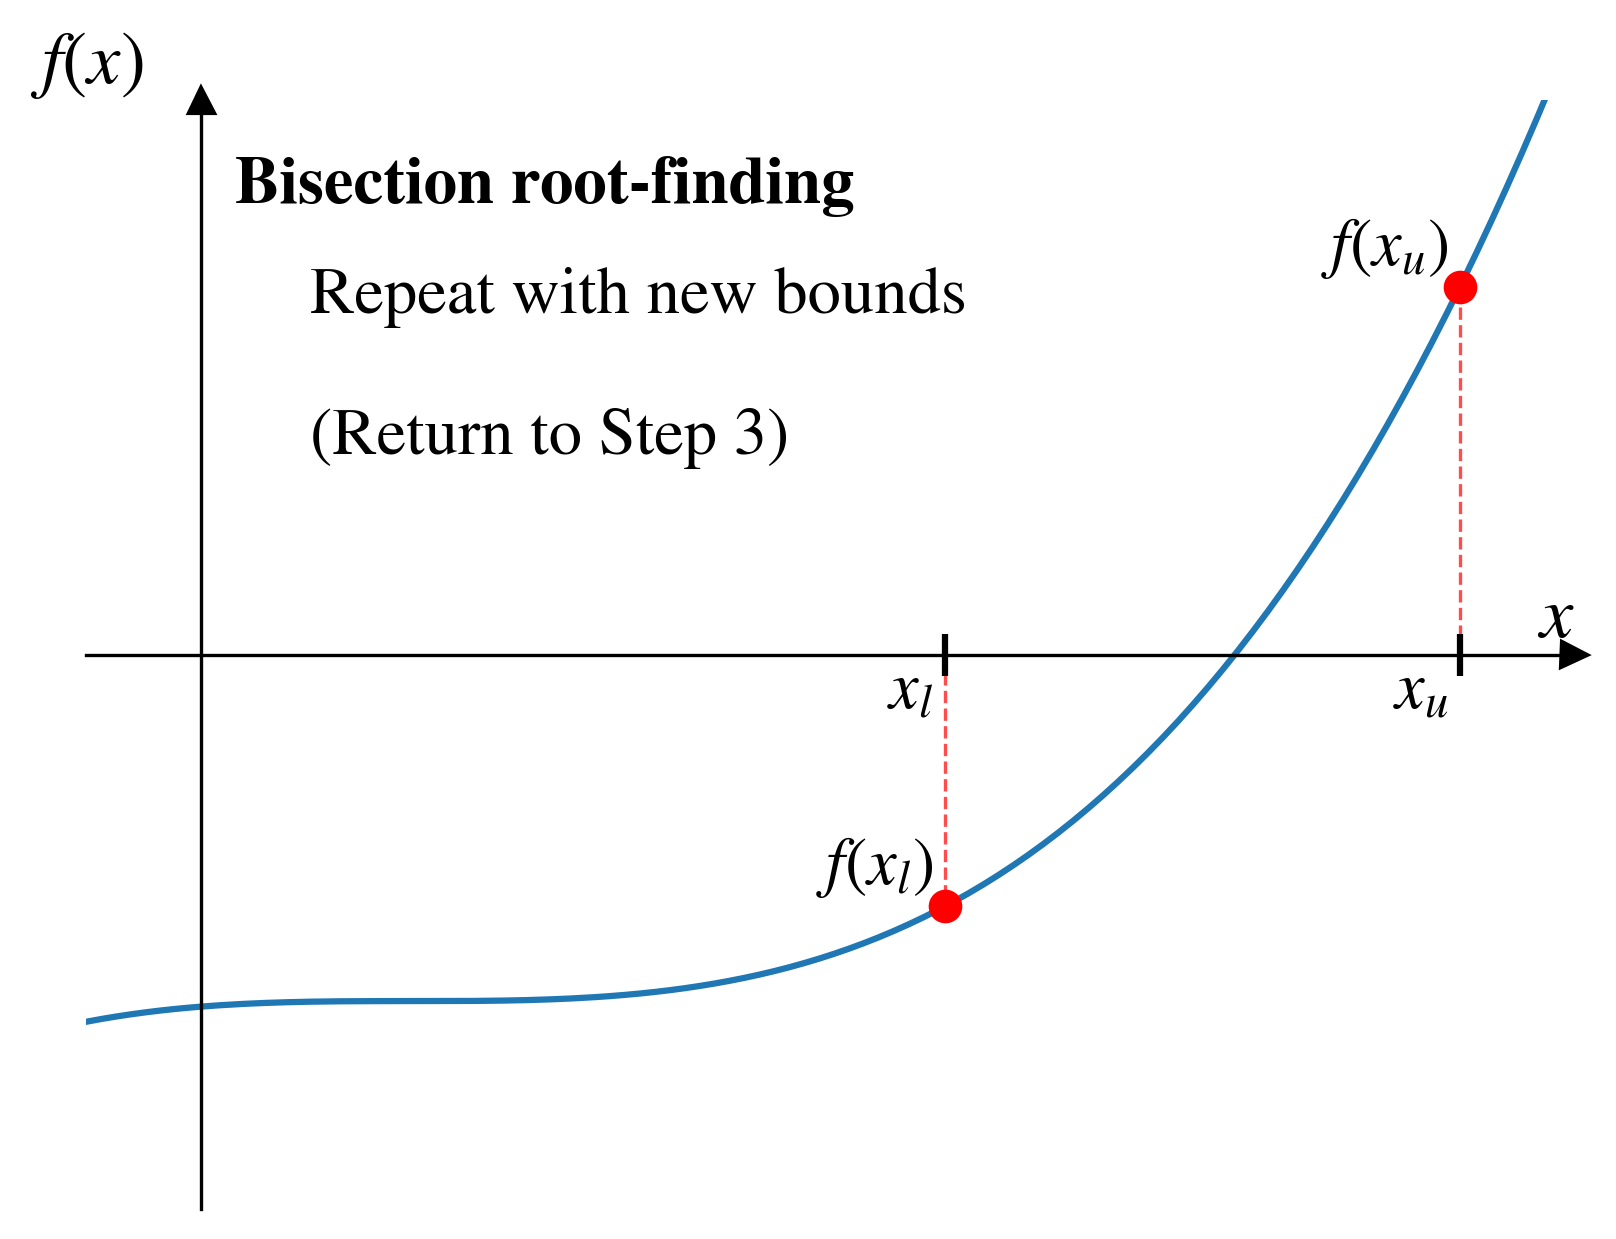 f(x)
Bisection root-finding
f(x_u)
Repeat with new bounds
(Return to Step 3)
x
x_l
x_u
f(x_l)